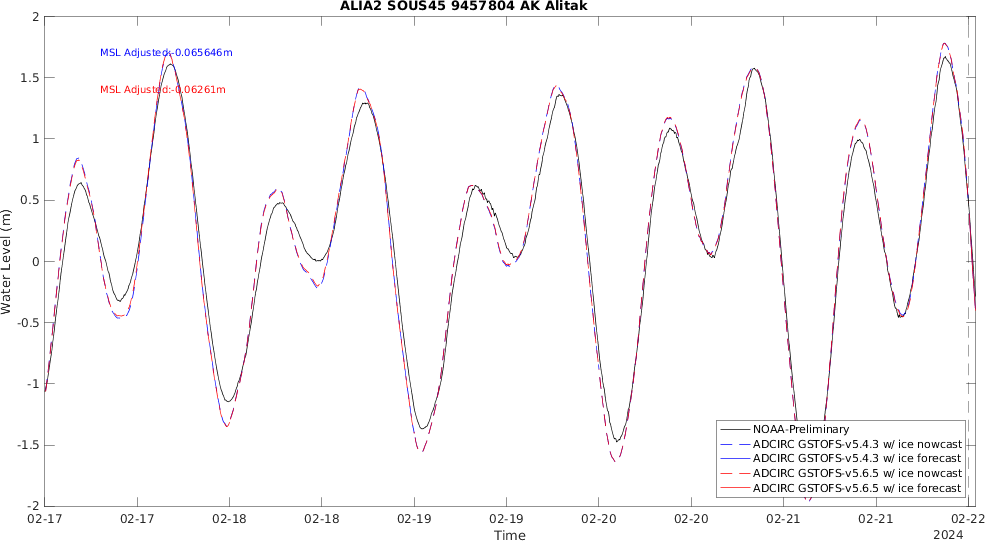 ALIA2 SOUS45 9457804 AK Alitak
Water Level (m)
2
1.5
1
0.5
0
-0.5
-1
-1.5
-2
MSL Adjusted:-0.065646m
MSL Adjusted:-0.06261m
NOAA-Preliminary
ADCIRC GSTOFS-v5.4.3 w/ ice nowcast
ADCIRC GSTOFS-v5.4.3 w/ ice forecast
ADCIRC GSTOFS-v5.6.5 w/ ice nowcast
ADCIRC GSTOFS-v5.6.5 w/ ice forecast
02-17 02-17 02-18 02-18 02-19 02-19 02-20 02-20 02-21 02-21 02-22
Time
2024